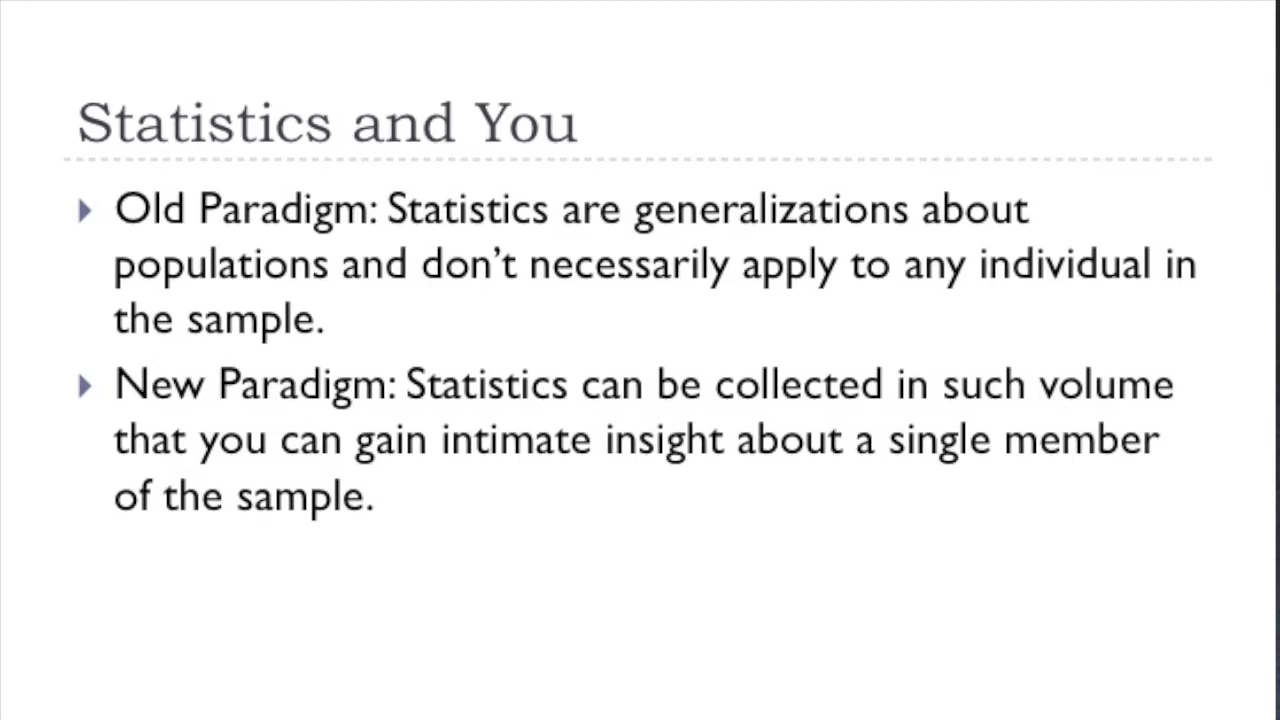 Statistics and You
Old Paradigm: Statistics are generalizations about
populations and don’t necessarily apply to any individual in
the sample.
New Paradigm: Statistics can be collected in such volume
that you can gain intimate insight about a single member
of the sample.